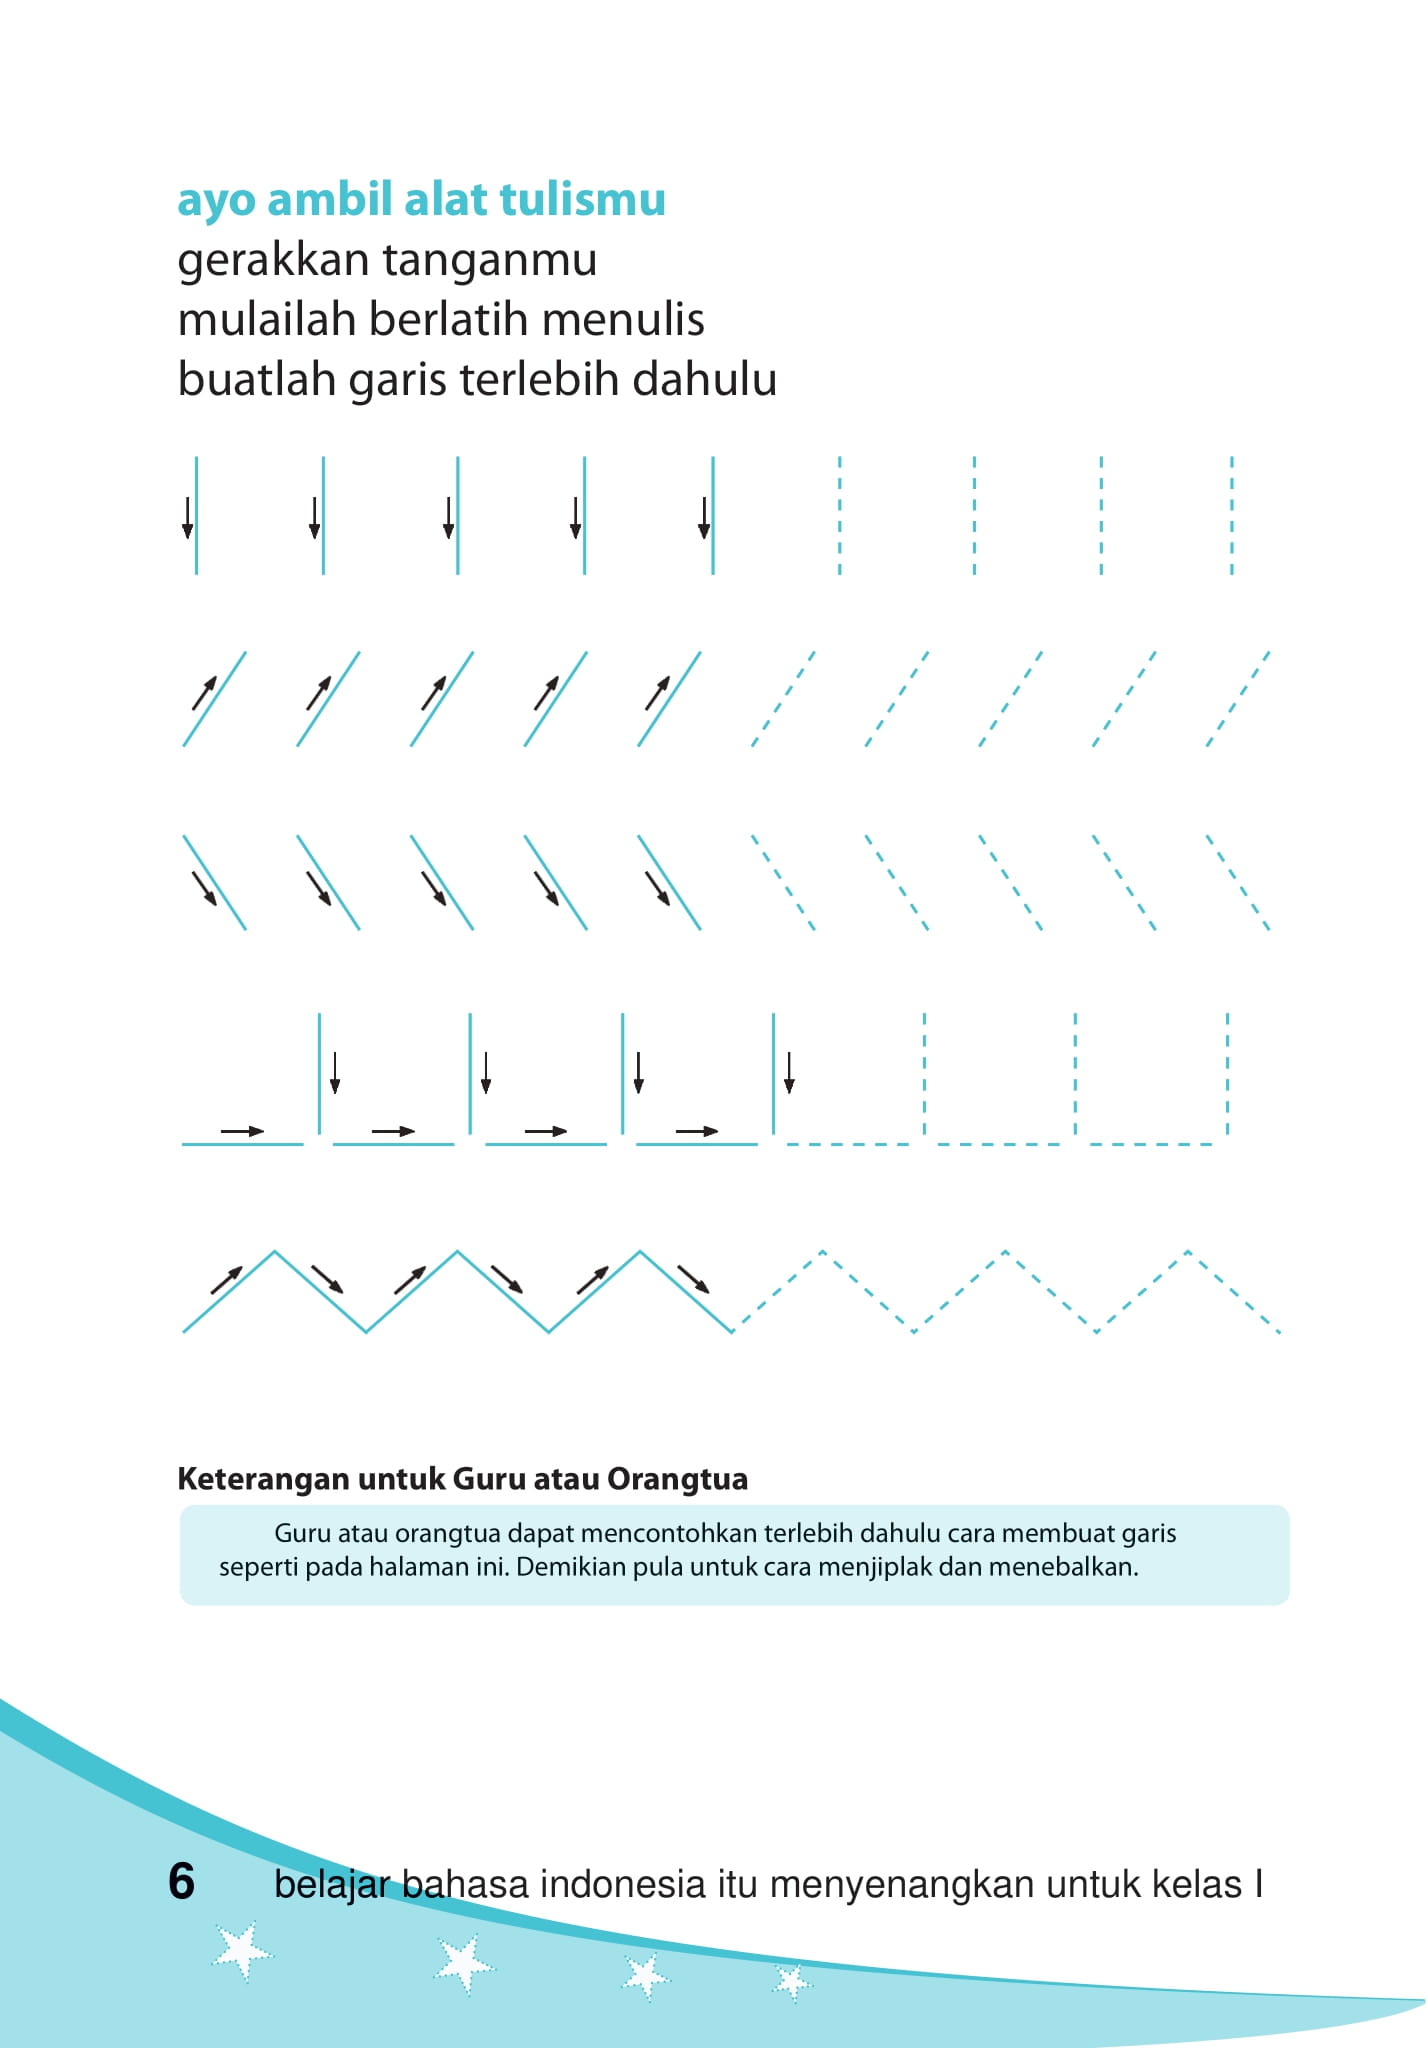 ayo ambil alat tulismu
gerakkan tanganmu
mulailah berlatih menulis
buatlah garis terlebih dahulu
Keterangan untuk Guru atau Orangtua
Guru atau orangtua dapat mencontohkan terlebih dahulu cara membuat garis
seperti pada halaman ini. Demikian pula untuk cara menjiplak dan menebalkan.
6 belajar bahasa indonesia itu menyenangkan untuk kelas I